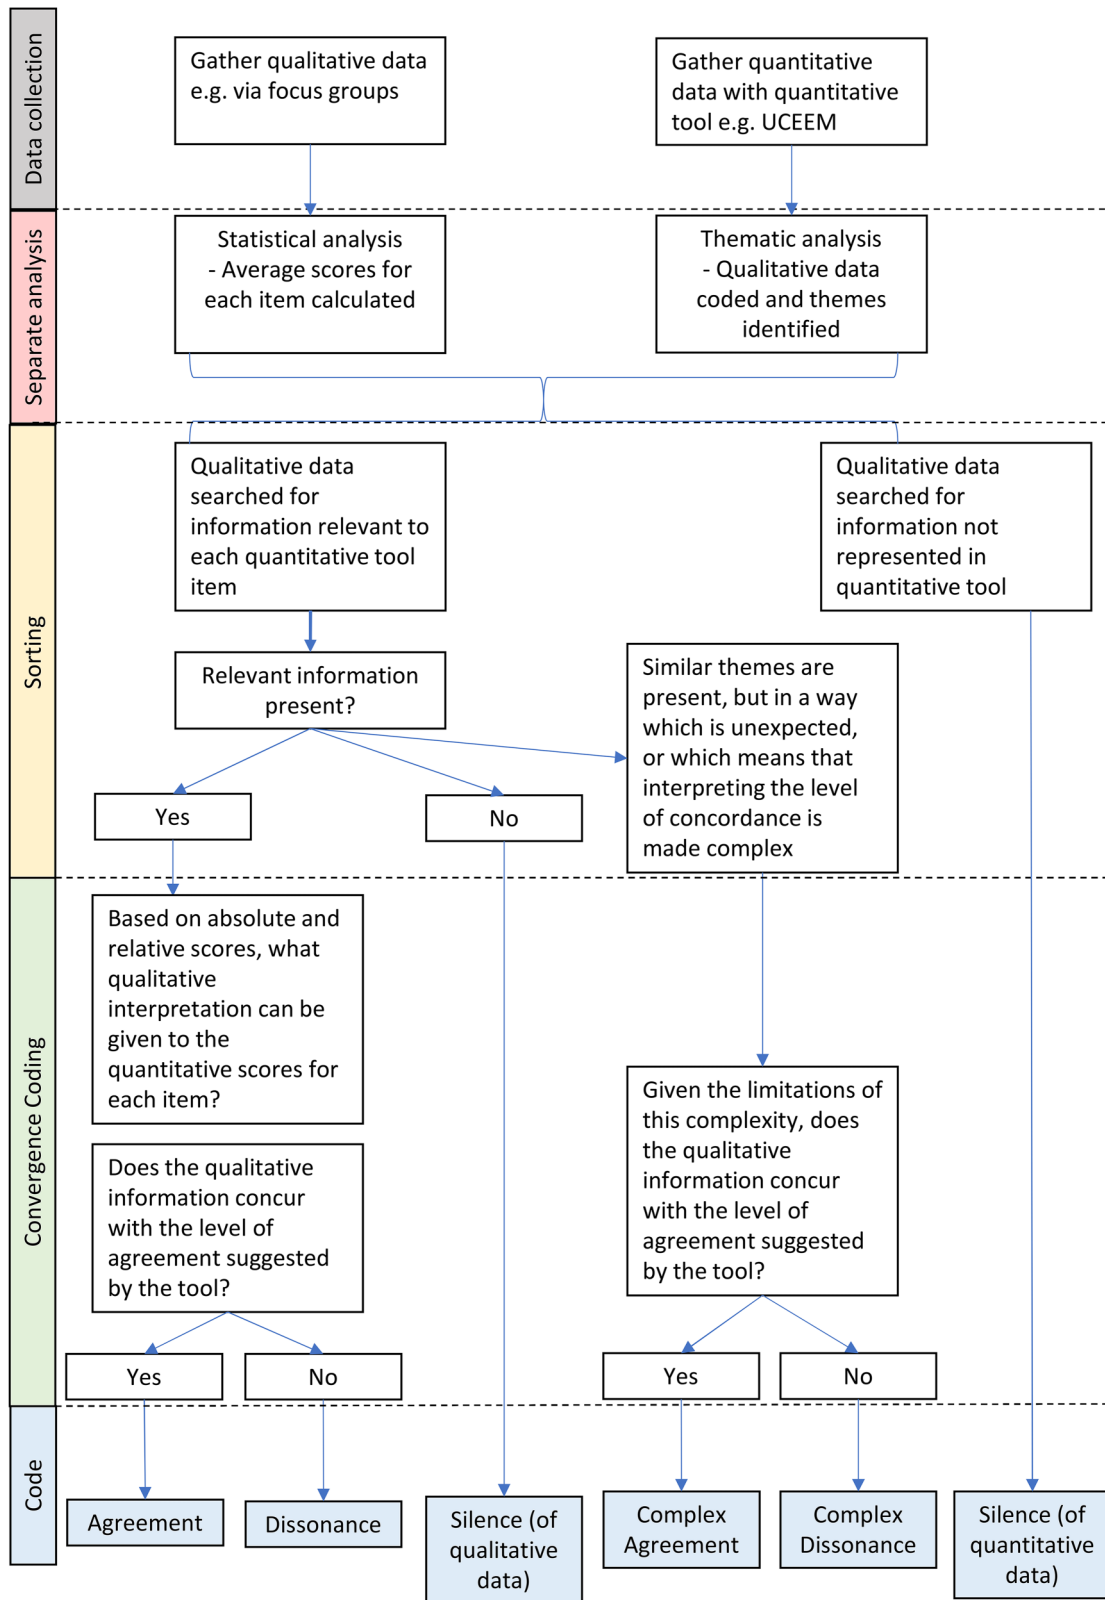 Data collection
Gather qualitative data
e.g. via focus groups
Gather quantitative
data with quantitative
tool e.g. UCEEM
Separate analysis
Statistical analysis
- Average scores for
each item calculated
Thematic analysis
- Qualitative data
coded and themes
identified
Sorting
Qualitative data
searched for
information relevant to
each quantitative tool
item
Qualitative data
searched for
information not
represented in
quantitative tool
Relevant information
present?
Similar themes are
present, but in a way
which is unexpected,
or which means that
interpreting the level
of concordance is
made complex
Yes
No
Convergence Coding
Based on absolute and
relative scores, what
qualitative
interpretation can be
given to the
quantitative scores for
each item?
Does the qualitative
information concur
with the level of
agreement suggested
by the tool?
Given the limitations of
this complexity, does
the qualitative
information concur
with the level of
agreement suggested
by the tool?
Yes
No
Yes
No
Code
Agreement
Dissonance
Silence (of
qualitative
data)
Complex
Agreement
Complex
Dissonance
Silence (of
quantitative
data)